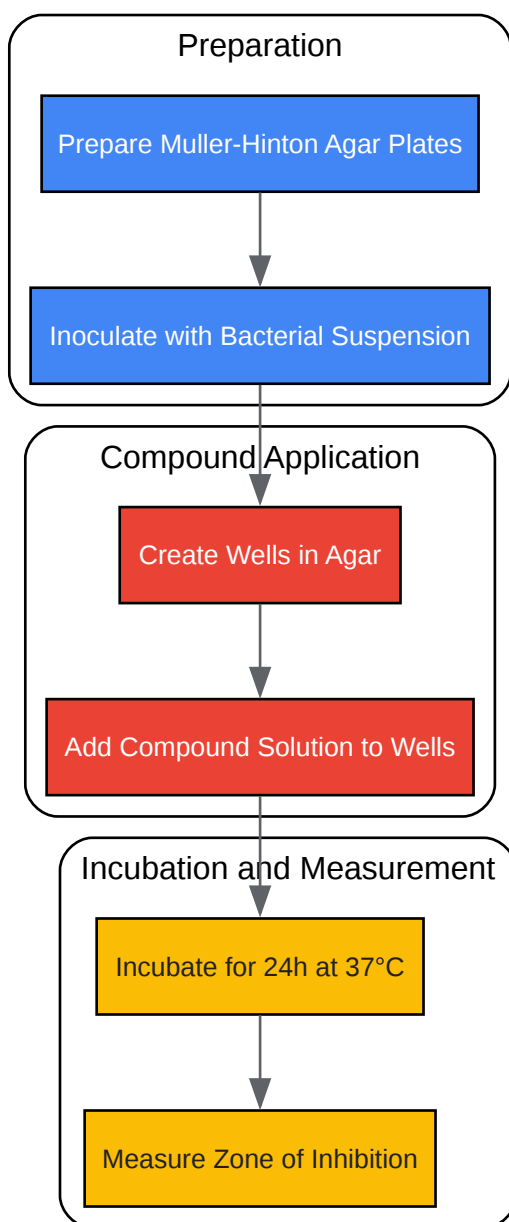 Preparation
Prepare Muller-Hinton Agar Plates
Inoculate with Bacterial Suspension
Compound Application
Create Wells in Agar
Add Compound Solution to Wells
Incubation and Measurement
Incubate for 24h at 37°C
Measure Zone of Inhibition